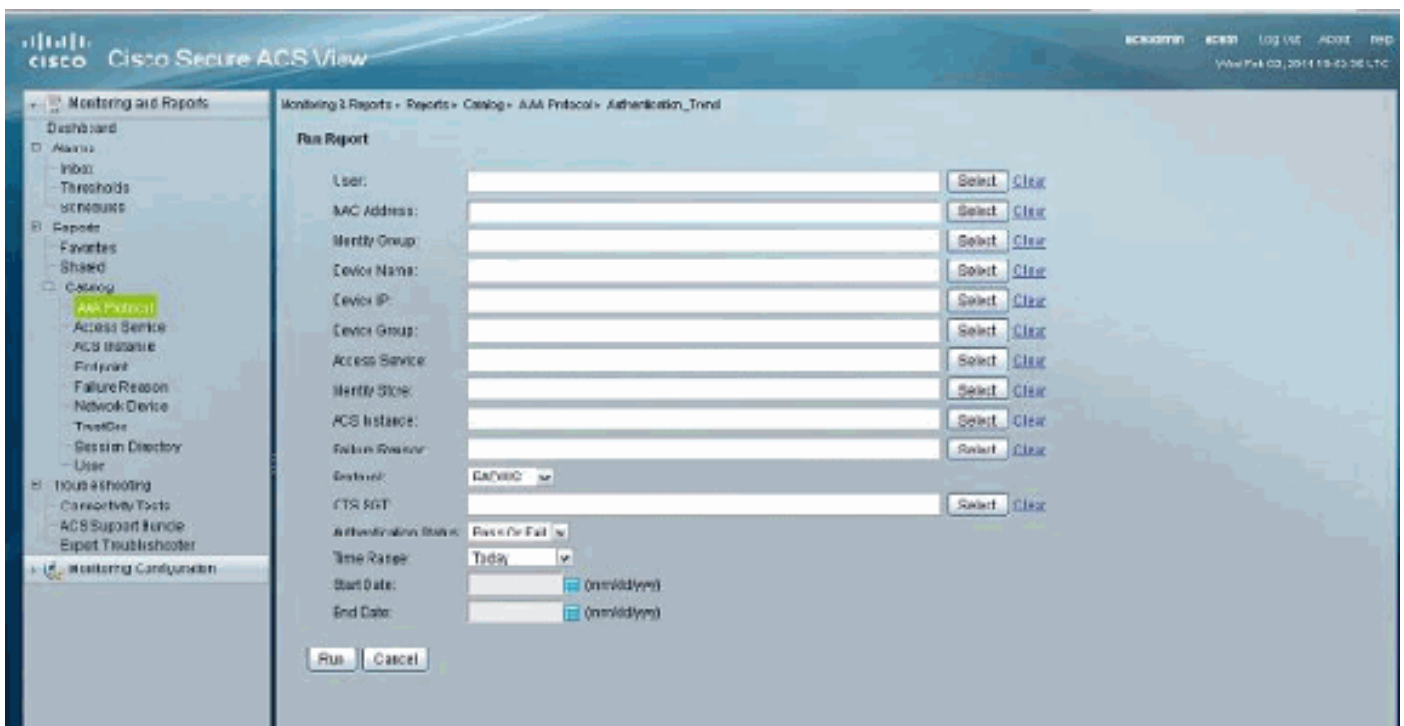 CISCO Cisco Secure ACS View
acsadmin Log Out About Help
Monitoring and Reports
Dashboard
Alarms
Inbox
Thresholds
Schedules
Reports
Favorites
Shared
Catalog
AAA Protocol
Access Service
ACS Instance
Endpoint
Failure Reason
Network Device
TrustSec
Session Directory
User
Troubleshooting
Connectivity Tests
ACS Support Bundle
Expert Troubleshooter
Monitoring Configuration
Monitoring & Reports > Reports > Catalog > AAA Protocol > Authentication_Trend
Run Report
User: Select Clear
MAC Address: Select Clear
Identity Group: Select Clear
Device Name: Select Clear
Device IP: Select Clear
Device Group: Select Clear
Access Service: Select Clear
Identity Store: Select Clear
ACS Instance: Select Clear
Failure Reason: Select Clear
Protocol: RADIUS
CTS SGT: Select Clear
Authentication Status: Pass Or Fail
Time Range: Today
Start Date: (mm/dd/yyyy)
End Date: (mm/dd/yyyy)
Run Cancel